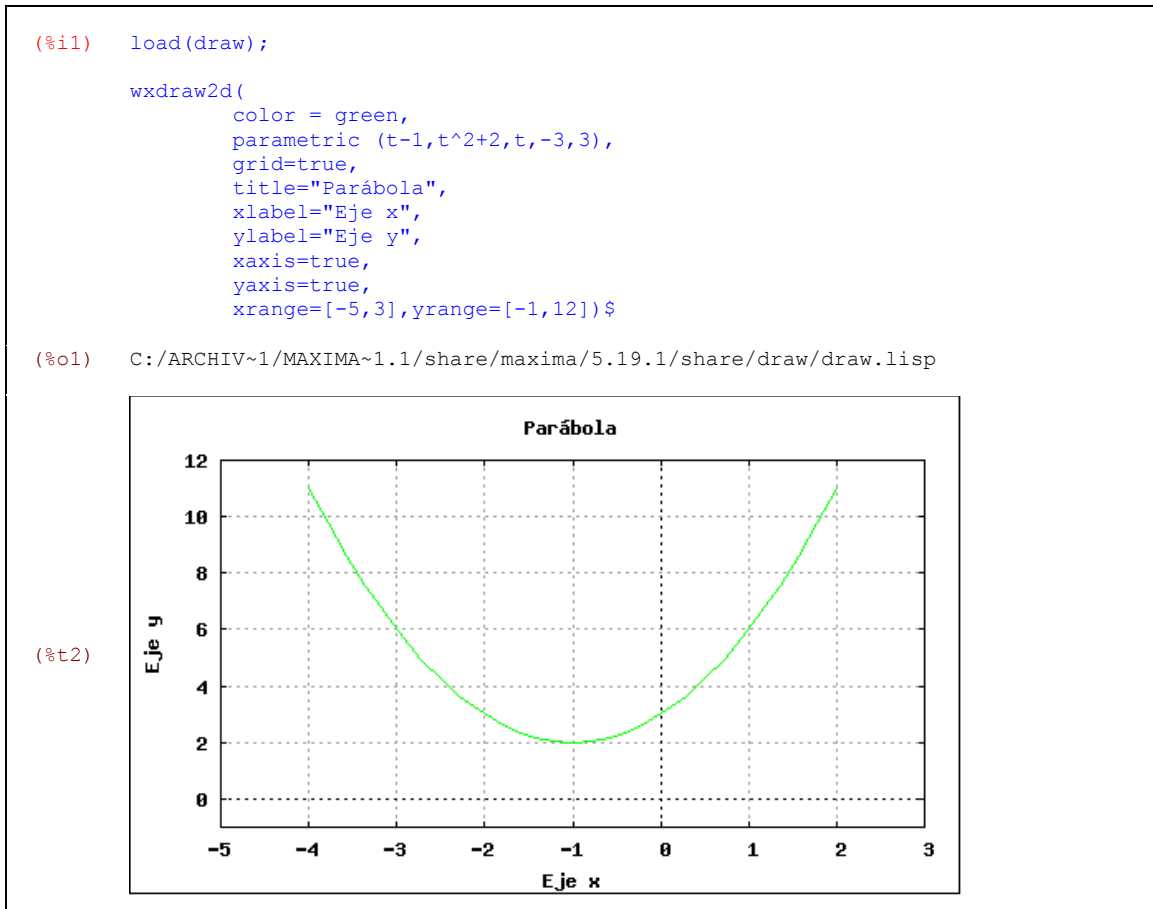 (%i1) load(draw);
wxdraw2d(
color = green,
parametric (t-1,t^2+2,t,-3,3),
grid=true,
title="Parábola",
xlabel="Eje x",
ylabel="Eje y",
xaxis=true,
yaxis=true,
xrange=[-5,3],yrange=[-1,12])$
(%o1) C:/ARCHIV~1/MAXIMA~1.1/share/maxima/5.19.1/share/draw/draw.lisp
(%t2)
Parábola
Eje y
12
10
8
6
4
2
0
-5 -4 -3 -2 -1 0 1 2 3
Eje x